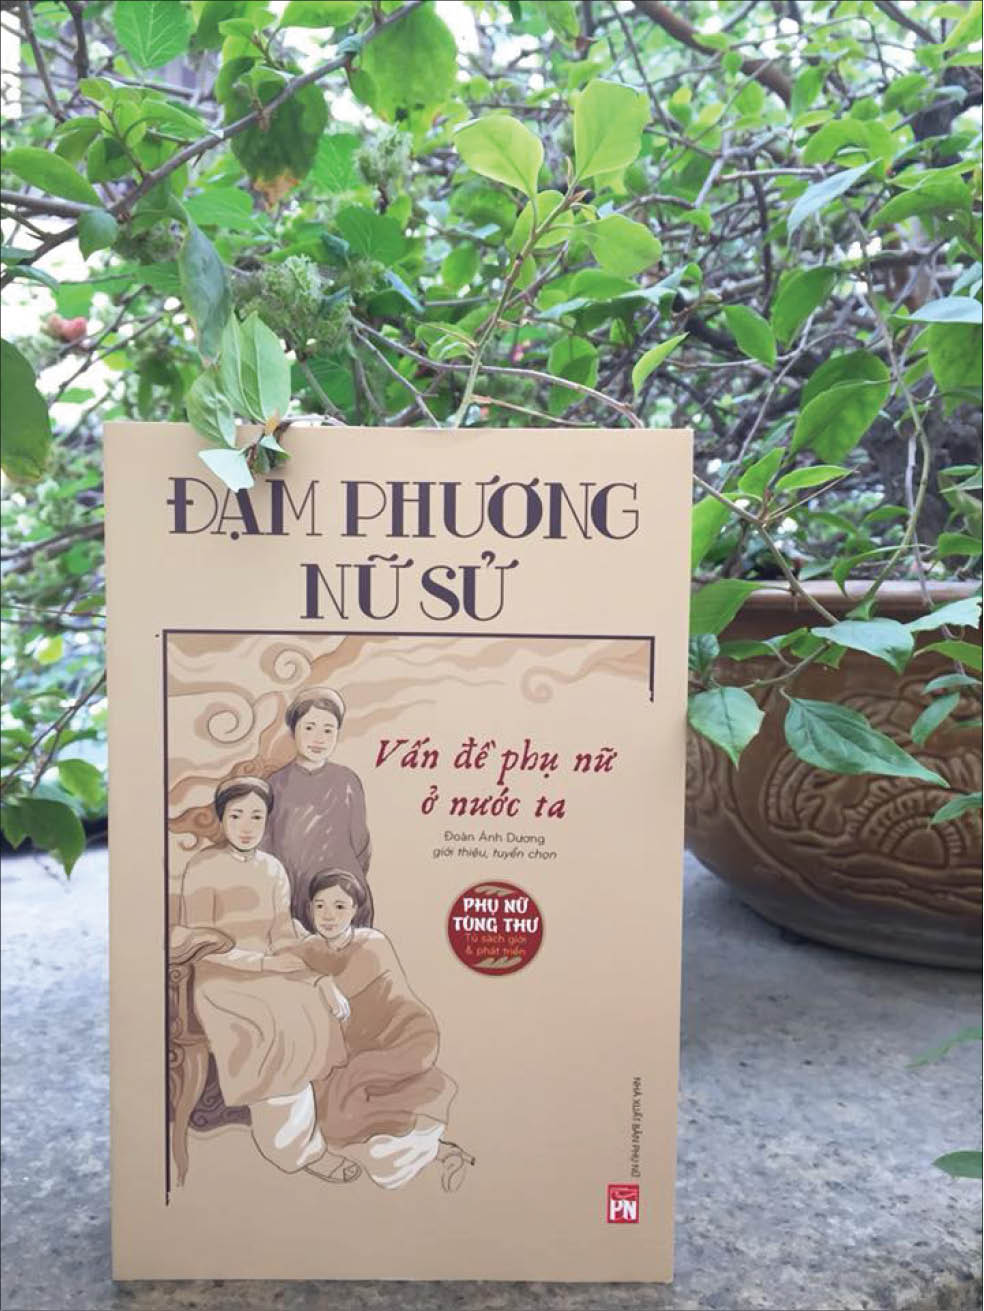 ĐẠM PHƯƠNG
NỮ SỬ
Vấn đề phụ nữ
ở nước ta
Đoàn Ánh Dương
giới thiệu, tuyển chọn
PHỤ NỮ
TÙNG THƯ
Tủ sách giới
& phát triển
NHÀ XUẤT BẢN PHỤ NỮ
PN